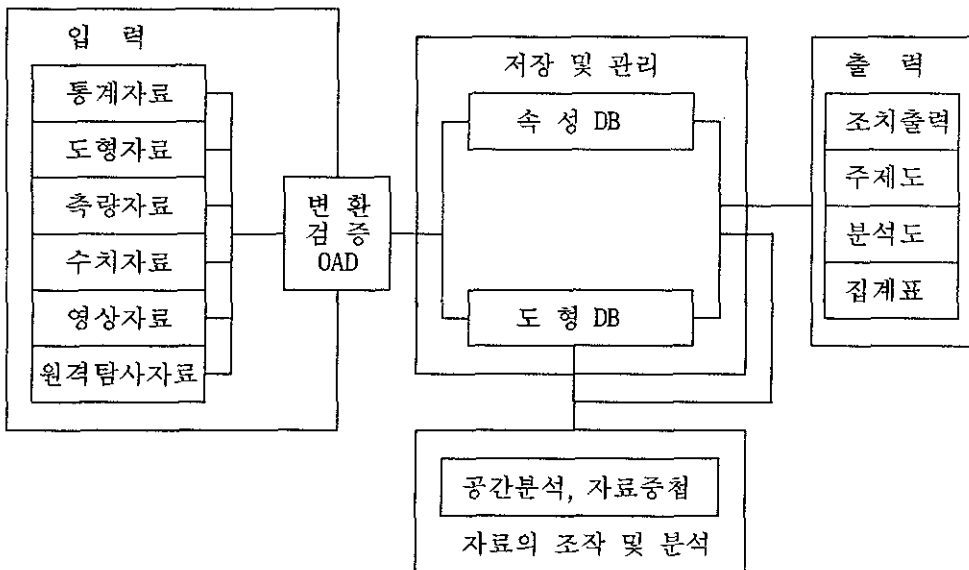 입 력
통계자료
도형자료
측량자료
수치자료
영상자료
원격탐사자료
변 환
검 증
OAD
저장 및 관리
속 성 DB
도 형 DB
출 력
조치출력
주제도
분석도
집계표
공간분석, 자료중첩
자료의 조작 및 분석